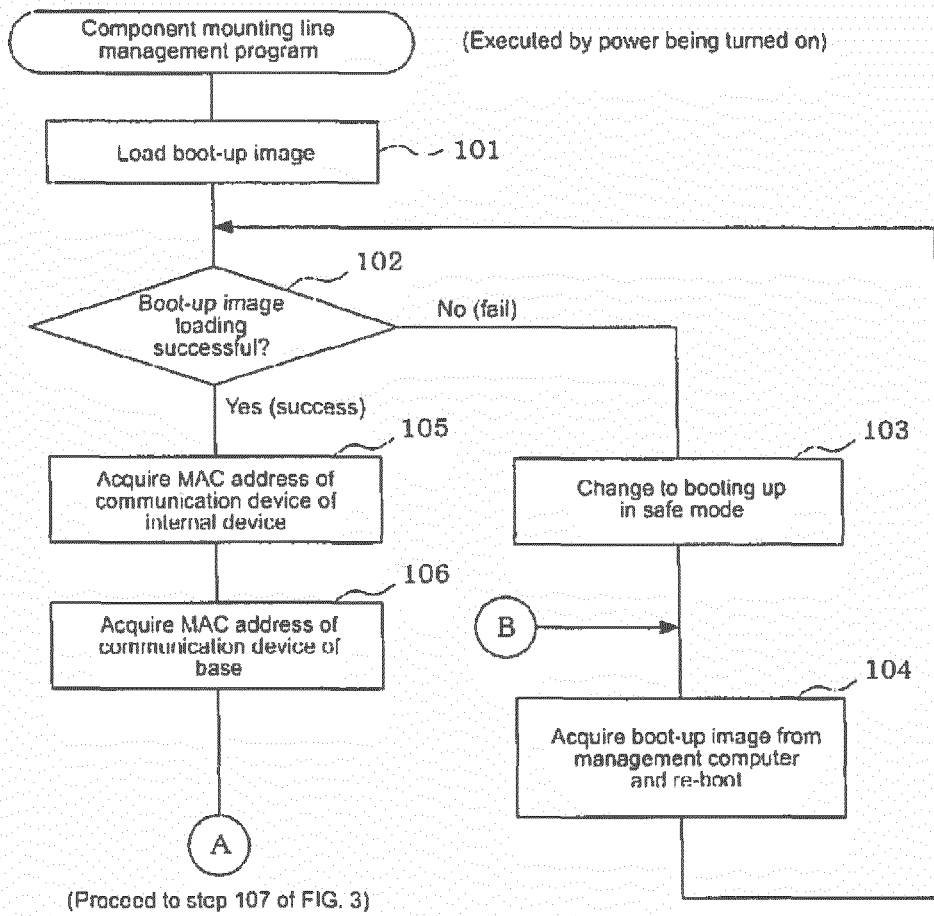 Component mounting line
management program
(Executed by power being turned on)
Load boot-up image
101
102
Boot-up image
loading
successful?
No (fail)
Yes (success)
105
Acquire MAC address of
communication device of
internal device
103
Change to booting up
in safe mode
106
Acquire MAC address of
communication device of
base
B
104
Acquire boot-up image from
management computer
and re-boot
A
(Proceed to step 107 of FIG. 3)